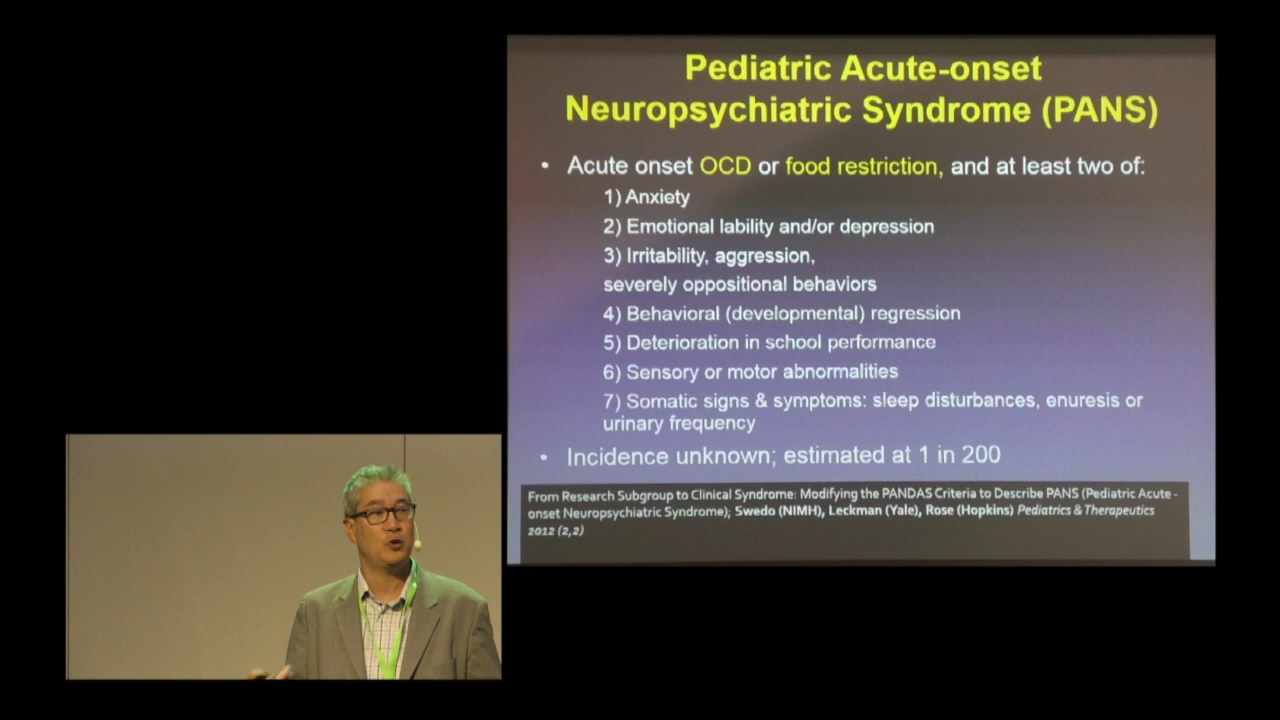 Pediatric Acute-onset
Neuropsychiatric Syndrome (PANS)
• Acute onset OCD or food restriction, and at least two of:
1) Anxiety
2) Emotional lability and/or depression
3) Irritability, aggression,
severely oppositional behaviors
4) Behavioral (developmental) regression
5) Deterioration in school performance
6) Sensory or motor abnormalities
7) Somatic signs & symptoms: sleep disturbances, enuresis or
urinary frequency
• Incidence unknown; estimated at 1 in 200
From Research Subgroup to Clinical Syndrome: Modifying the PANDAS Criteria to Describe PANS (Pediatric Acute-
onset Neuropsychiatric Syndrome); Swedo (NIMH), Leckman (Yale), Rose (Hopkins) Pediatrics & Therapeutics
2012 (2,2)